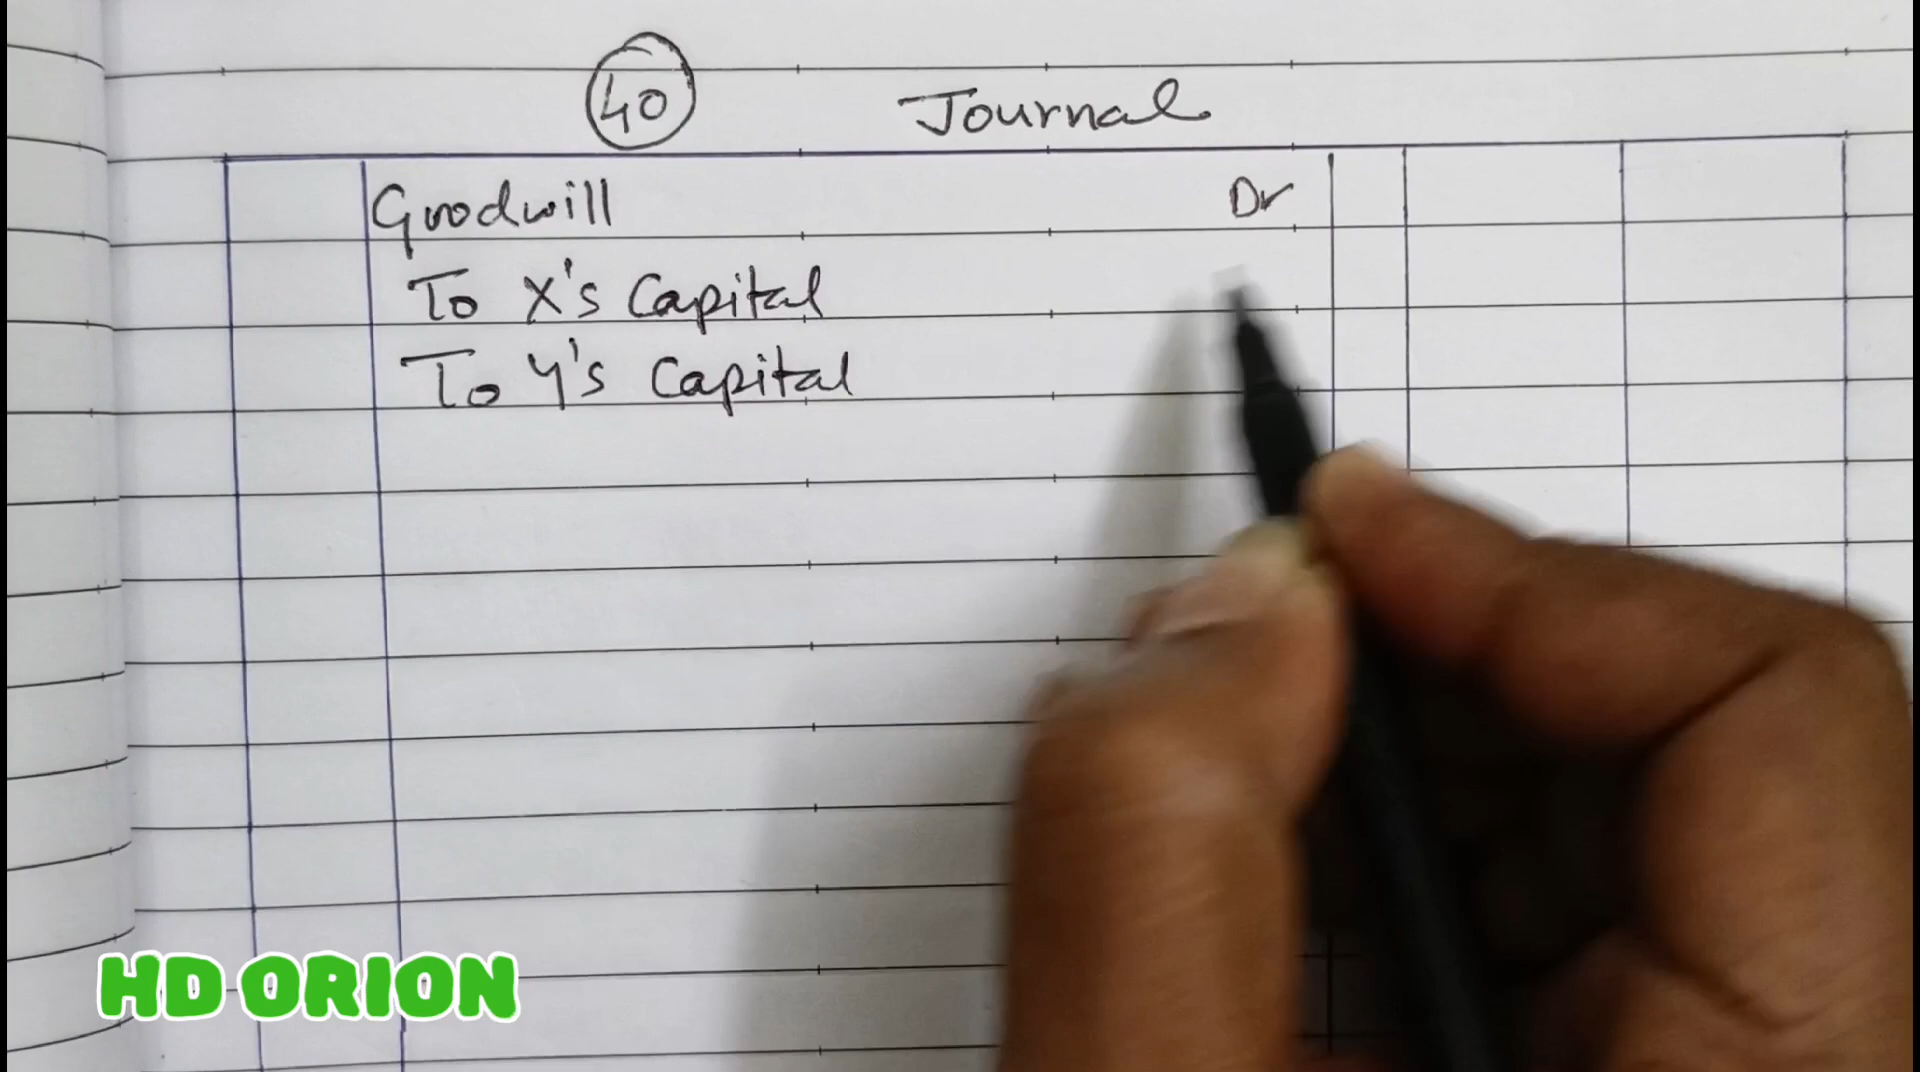 40 Journal
Goodwill Dr
To X's Capital
To Y's Capital
HD ORION